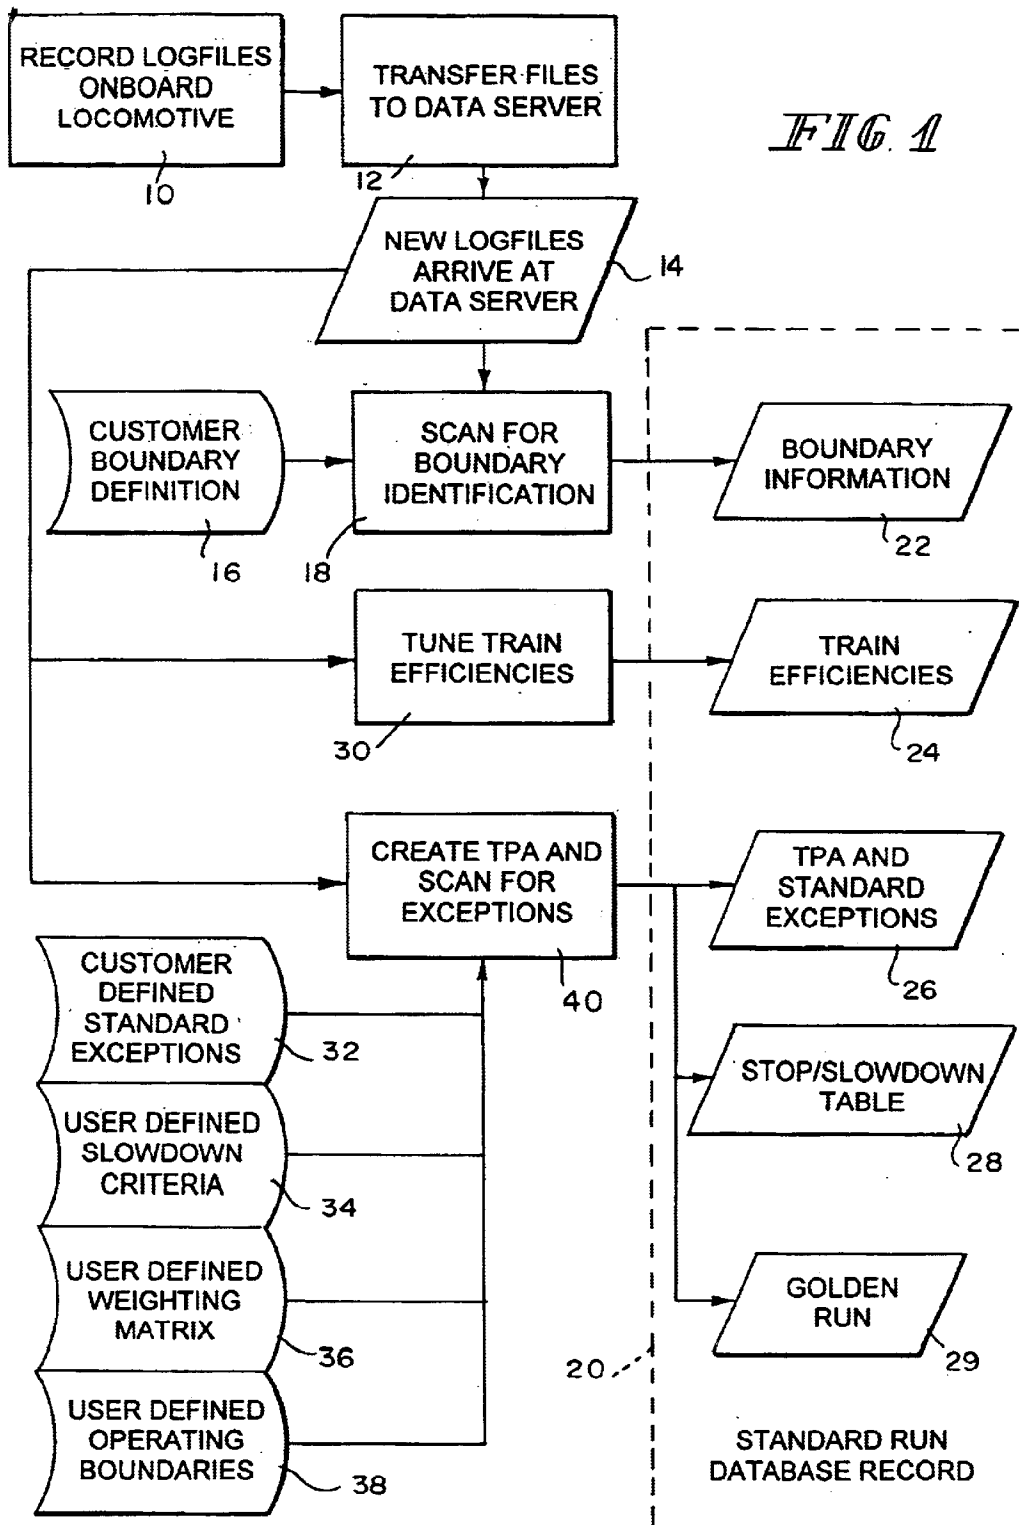 RECORD LOGFILES
ONBOARD
LOCOMOTIVE
10
TRANSFER FILES
TO DATA SERVER
12
FIG. 1
NEW LOGFILES
ARRIVE AT
DATA SERVER
14
CUSTOMER
BOUNDARY
DEFINITION
16
SCAN FOR
BOUNDARY
IDENTIFICATION
18
BOUNDARY
INFORMATION
22
TUNE TRAIN
EFFICIENCIES
30
TRAIN
EFFICIENCIES
24
CREATE TPA AND
SCAN FOR
EXCEPTIONS
40
TPA AND
STANDARD
EXCEPTIONS
26
CUSTOMER
DEFINED
STANDARD
EXCEPTIONS
32
STOP/SLOWDOWN
TABLE
28
USER DEFINED
SLOWDOWN
CRITERIA
34
USER DEFINED
WEIGHTING
MATRIX
36
GOLDEN
RUN
29
20
USER DEFINED
OPERATING
BOUNDARIES
38
STANDARD RUN
DATABASE RECORD